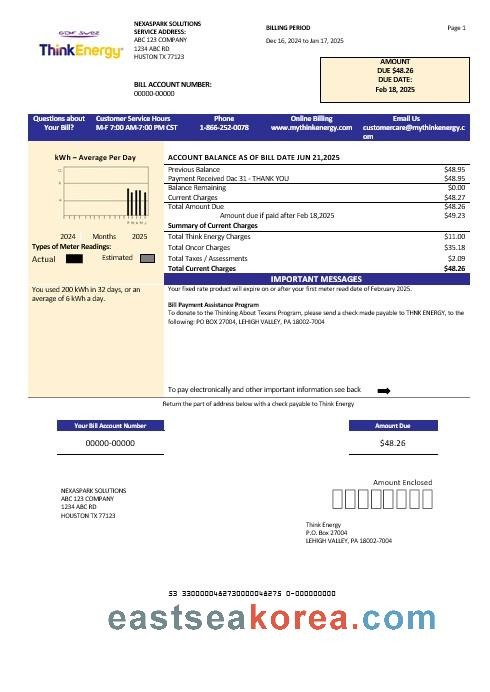 NEXASPARK SOLUTIONS
SERVICE ADDRESS:
ABC 123 COMPANY
1234 ABC RD
HUSTON TX 77123
BILL ACCOUNT NUMBER:
00000-00000
BILLING PERIOD
Dec 16, 2024 to Jan 17, 2025
Page 1
GDF SVEZ
ThinkEnergy®
AMOUNT
DUE $48.26
DUE DATE:
Feb 18, 2025
Questions about Your Bill?
Customer Service Hours
M-F 7:00 AM-7:00 PM CST
Phone
1-866-252-0078
Online Billing
www.mythinkenergy.com
Email Us
customercare@mythinkenergy.c
om
kWh – Average Per Day
2024 Months 2025
Types of Meter Readings:
Actual Estimated
You used 200 kWh in 32 days, or an
average of 6 kWh a day.
ACCOUNT BALANCE AS OF BILL DATE JUN 21,2025
Previous Balance $48.95
Payment Received Dac 31 - THANK YOU $48.95
Balance Remaining $0.00
Current Charges $48.27
Total Amount Due $48.26
Amount due if paid after Feb 18,2025 $49.23
Summary of Current Charges
Total Think Energy Charges $11.00
Total Oncor Charges $35.18
Total Taxes / Assessments $2.09
Total Current Charges $48.26
IMPORTANT MESSAGES
Your fixed rate product will expire on or after your first meter read date of February 2025.
Bill Payment Assistance Program
To donate to the Thinking About Texans Program, please send a check made payable to THNK ENERGY, to the
following: PO BOX 27004, LEHIGH VALLEY, PA 18002-7004
To pay electronically and other important information see back
Return the part of address below with a check payable to Think Energy
Your Bill Account Number
00000-00000
Amount Due
$48.26
NEXASPARK SOLUTIONS
ABC 123 COMPANY
1234 ABC RD
HOUSTON TX 77123
Amount Enclosed
Think Energy
P.O. Box 27004
LEHIGH VALLEY, PA 18002-7004
53 3300000482730000048275 0-000000000
eastseakorea.com